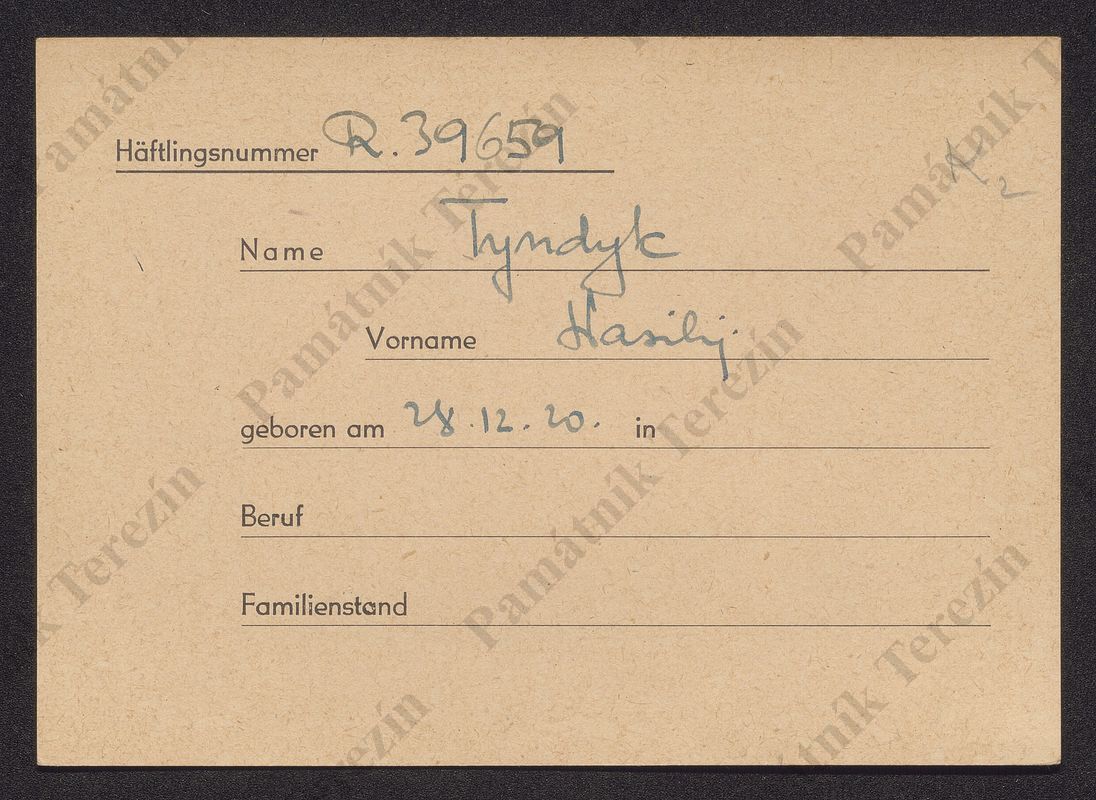 Häftlingsnummer R. 39659
Name Tyndyk
Vorname Wasilij
geboren am 28.12.20. in
Beruf
Familienstand
Památník Terezín